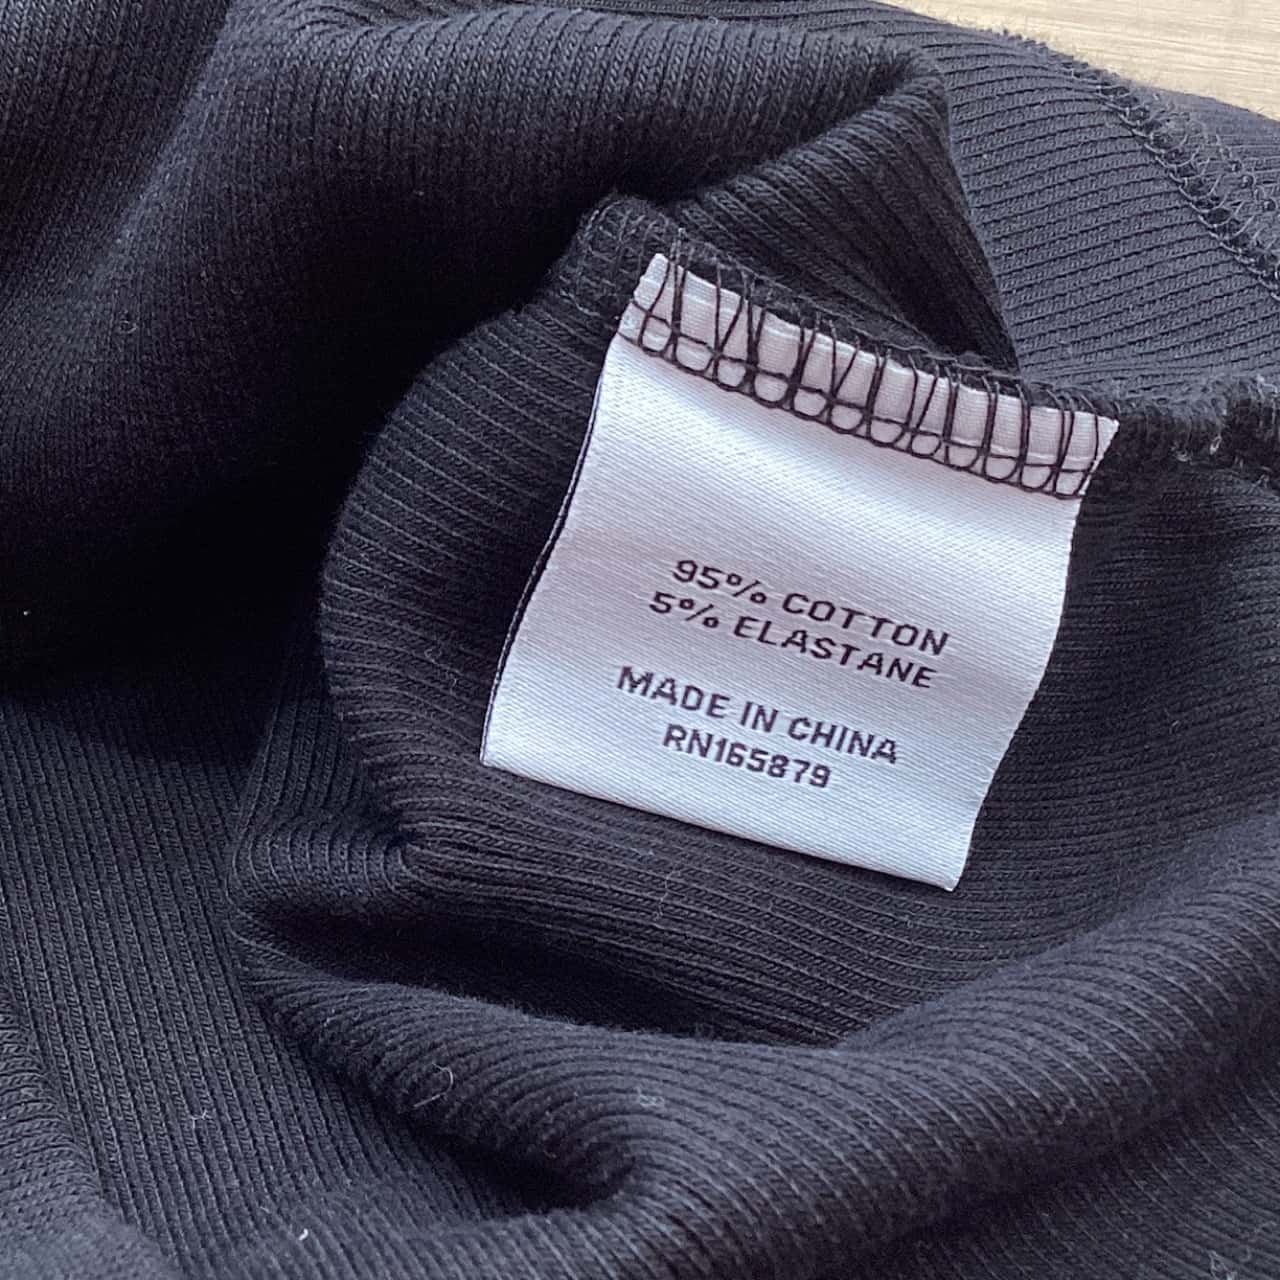 95% COTTON
5% ELASTANE
MADE IN CHINA
RN165879